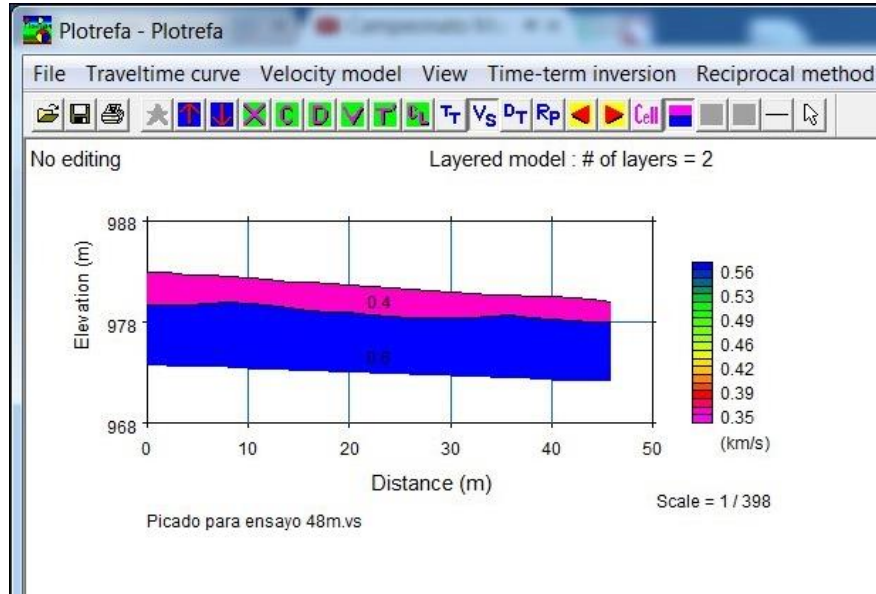 Plotrefa - Plotrefa
File Traveltime curve Velocity model View Time-term inversion Reciprocal method
C D V T CL TT VS DT RP Cell
No editing
Layered model : # of layers = 2
988
978
968
Elevation (m)
0.4
0.6
0 10 20 30 40 50
Distance (m)
0.56
0.53
0.49
0.46
0.42
0.39
0.35
(km/s)
Scale = 1 / 398
Picado para ensayo 48m.vs